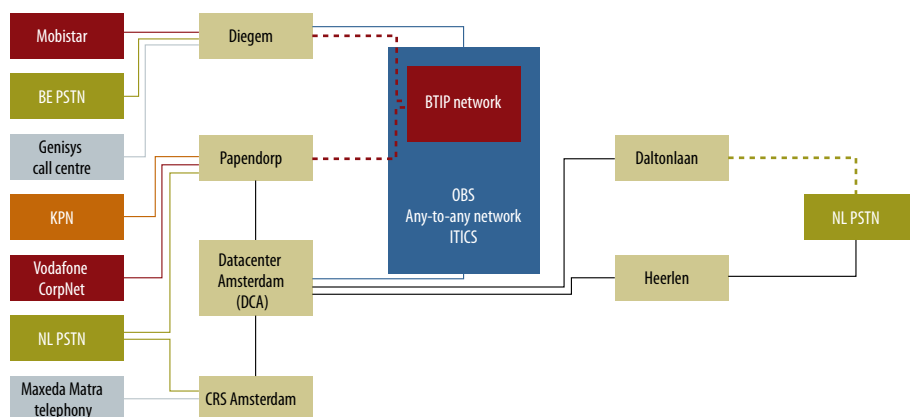 Mobistar
BE PSTN
Genisys
call centre
KPN
Vodafone
CorpNet
NL PSTN
Maxeda Matra
telephony
Diegem
Papendorp
Datacenter
Amsterdam
(DCA)
CRS Amsterdam
BTIP network
OBS
Any-to-any network
ITICS
Daltonlaan
Heerlen
NL PSTN